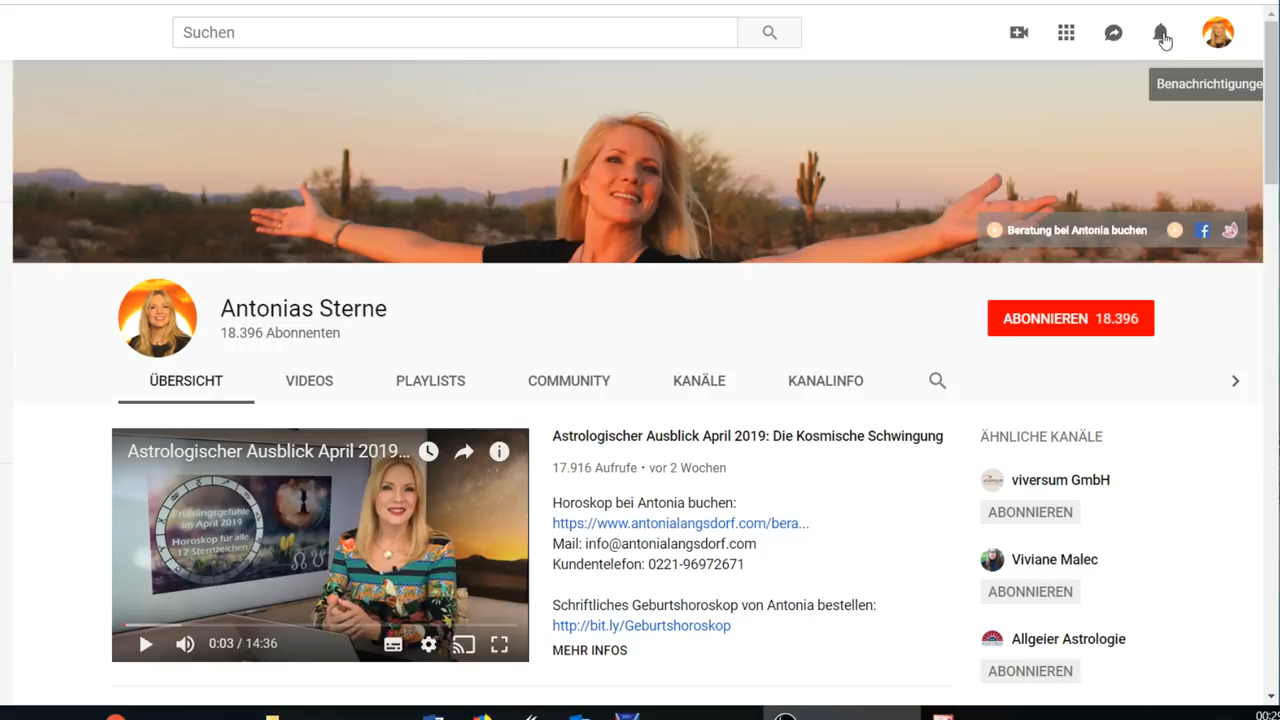 Suchen
Benachrichtigunge
Beratung bei Antonia buchen
Antonias Sterne
18.396 Abonnenten
ABONNIEREN 18.396
ÜBERSICHT VIDEOS PLAYLISTS COMMUNITY KANÄLE KANALINFO
Astrologischer Ausblick April 2019...
Frühlingsgefühle
im April 2019
Horoskop für alle
12 Sternzeichen
0:03 / 14:36
Astrologischer Ausblick April 2019: Die Kosmische Schwingung
17.916 Aufrufe • vor 2 Wochen
Horoskop bei Antonia buchen:
https://www.antonialangsdorf.com/bera...
Mail: info@antonialangsdorf.com
Kundentelefon: 0221-96972671
Schriftliches Geburtshoroskop von Antonia bestellen:
http://bit.ly/Geburtshoroskop
MEHR INFOS
ÄHNLICHE KANÄLE
viversum GmbH
ABONNIEREN
Viviane Malec
ABONNIEREN
Allgeier Astrologie
ABONNIEREN